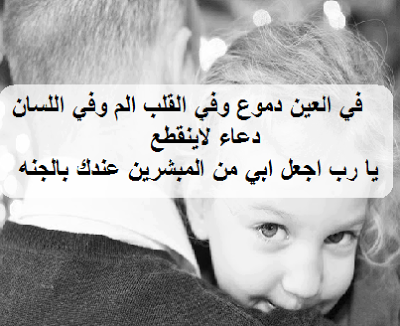 في العين دموع وفي القلب الم وفي اللسان
دعاء لاينقطع
يا رب اجعل ابي من المبشرين عندك بالجنه